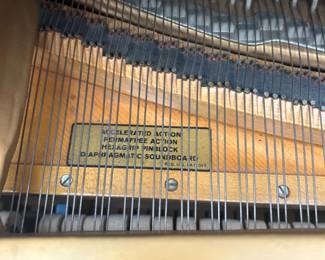 ACCELERATED ACTION
PERMAFREE ACTION
HEXAGRIP PINBLOCK
DIAPHRAGMATIC SOUNDBOARD